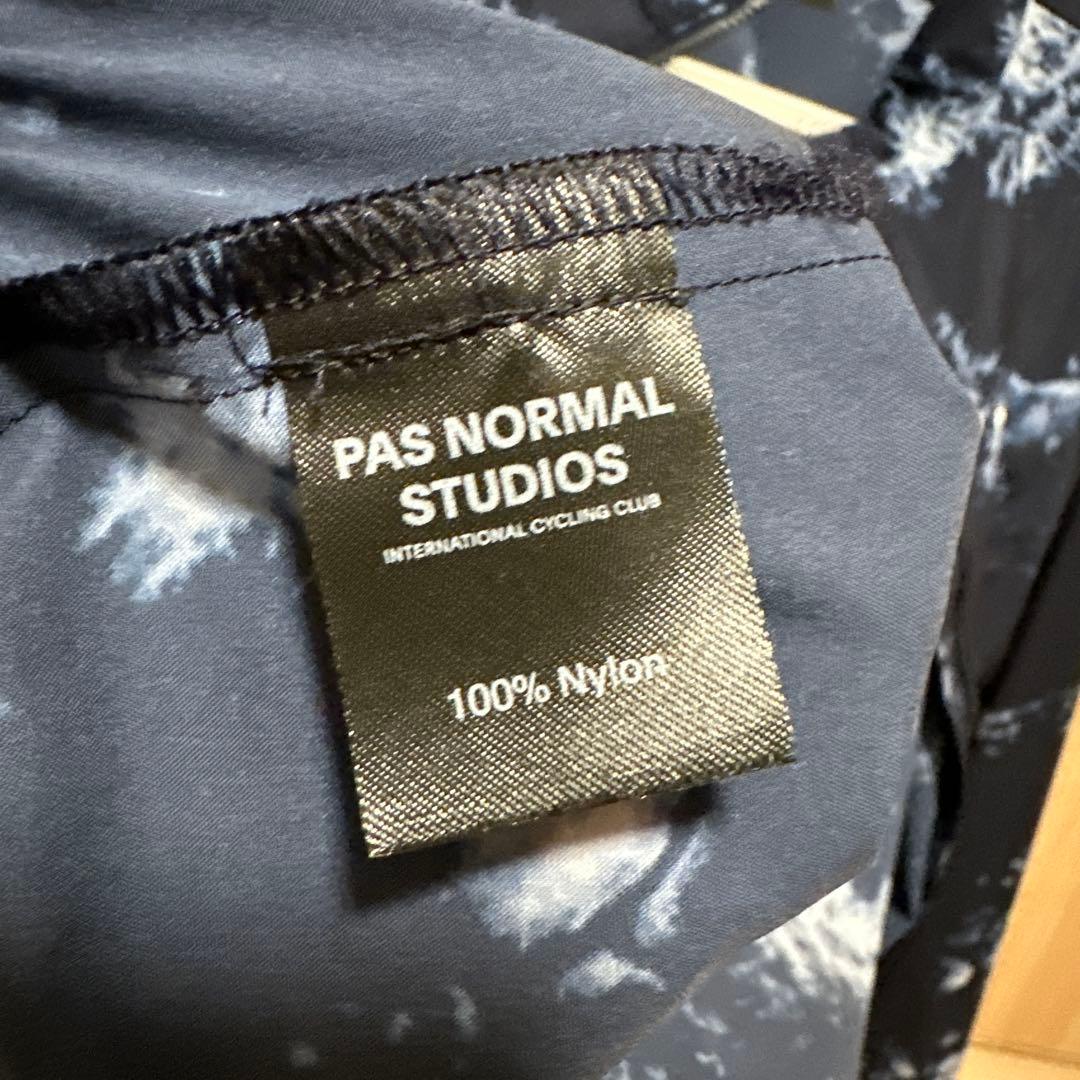 PAS NORMAL
STUDIOS
INTERNATIONAL CYCLING CLUB
100% Nylon